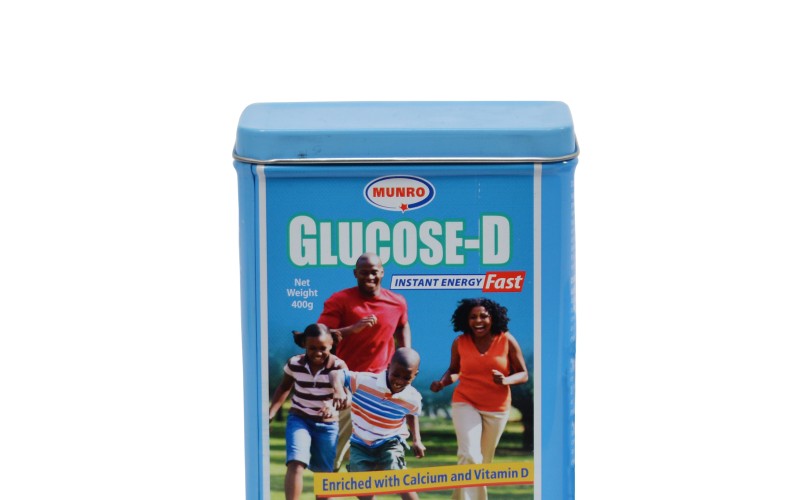 MUNRO
GLUCOSE-D
INSTANT ENERGY Fast
Net
Weight
400g
Enriched with Calcium and Vitamin D